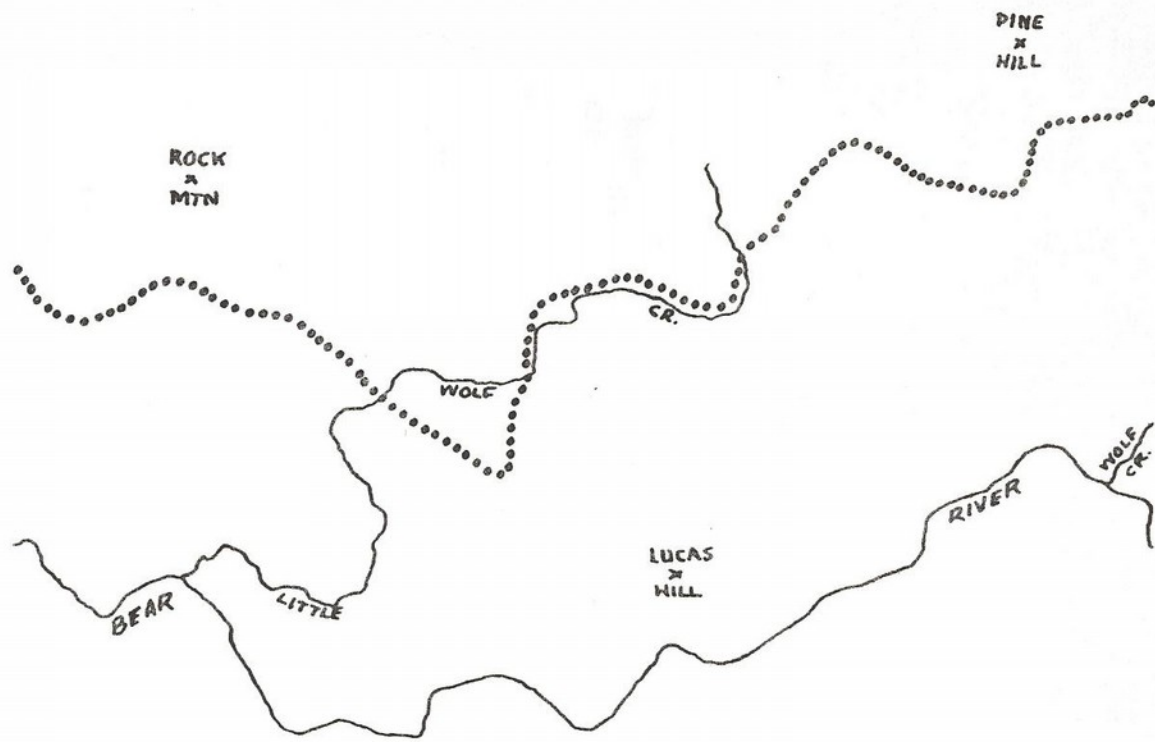 PINE
HILL
ROCK
MTN
CR.
WOLF
WOLF
CR.
RIVER
LUCAS
HILL
BEAR
LITTLE